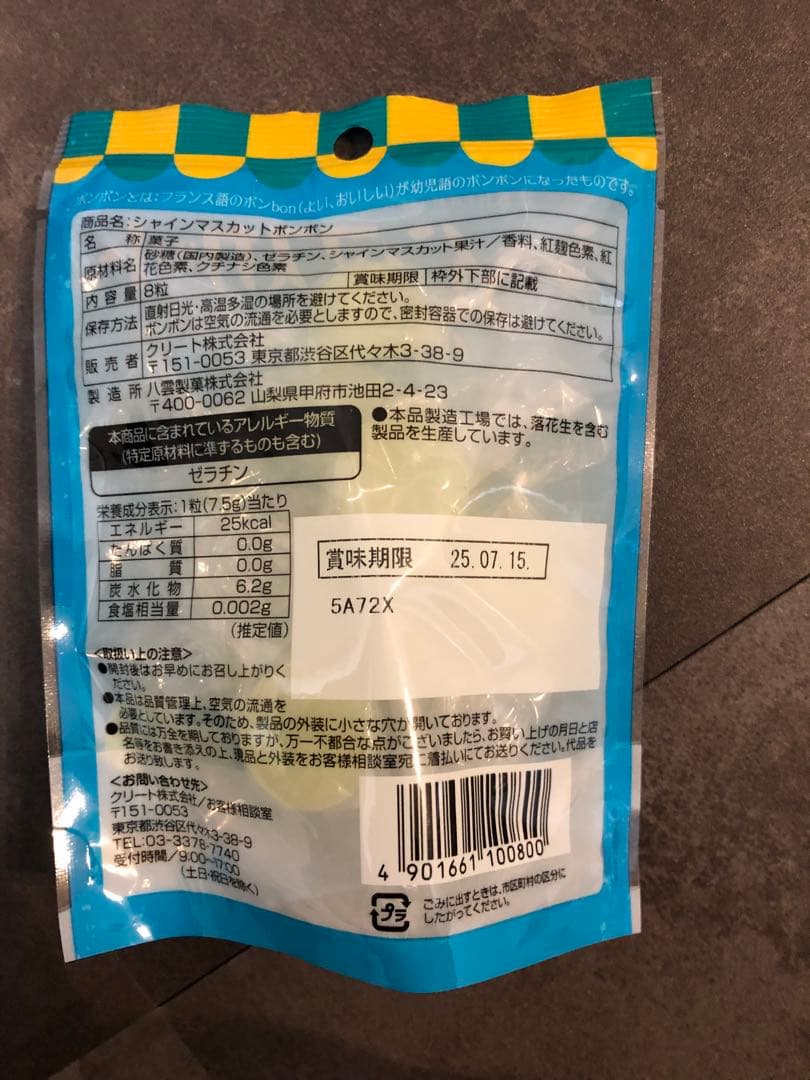 ボンボンとは:フランス語のボンbon(よい、おいしい)が幼児語のボンボンになったものです。
商品名:シャインマスカットボンボン
名 称 菓子
原材料名 砂糖(国内製造)、ゼラチン、シャインマスカット果汁/香料、紅麹色素、紅
花色素、クチナシ色素
内容量 8粒 賞味期限 枠外下部に記載
保存方法 直射日光・高温多湿の場所を避けてください。
ボンボンは空気の流通を必要としますので、密封容器での保存は避けてください。
販売者 クリート株式会社
〒151-0053 東京都渋谷区代々木3-38-9
製造所 八雲製菓株式会社
〒400-0062 山梨県甲府市池田2-4-23
本商品に含まれているアレルギー物質
(特定原材料に準ずるものも含む)
ゼラチン
●本品製造工場では、落花生を含む
製品を生産しています。
栄養成分表示:1粒(7.5g)当たり
エネルギー 25kcal
たんぱく質 0.0g
脂 質 0.0g
炭水化物 6.2g
食塩相当量 0.002g
(推定値)
賞味期限 25.07.15.
5A72X
<取扱い上の注意>
●開封後はお早めにお召し上がりく
ださい。
●本品は品質管理上、空気の流通を
必要としています。そのため、製品の外装に小さな穴が開いております。
●品質には万全を期しておりますが、万一不都合な点がございましたら、お買い上げの月日と店
名等をお書き添えの上、現品と外装をお客様相談室宛に着払いにてお送りください。代品を
お送り致します。
<お問い合わせ先>
クリート株式会社/お客様相談室
〒151-0053
東京都渋谷区代々木3-38-9
TEL:03-3378-7740
受付時間/9:00~17:00
(土日・祝日を除く)
4 901661 100800
プラ
ごみに出すときは、市区町村の区分に
したがってください。